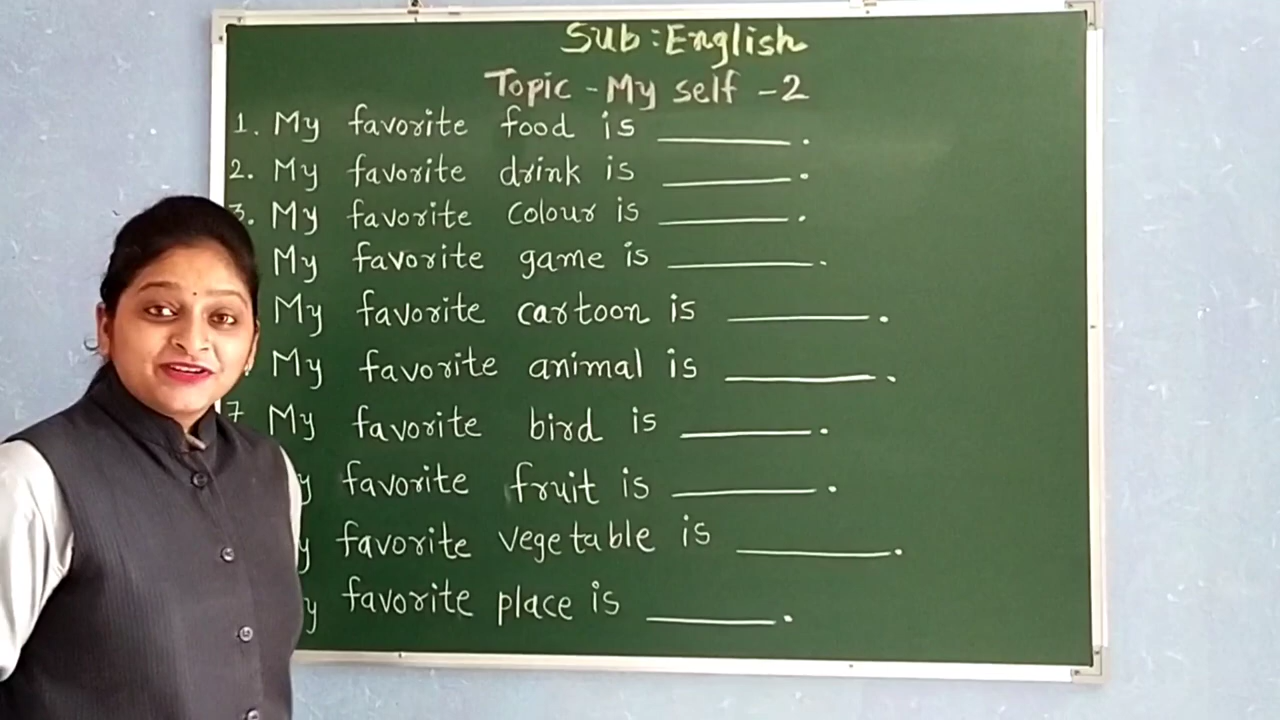 Sub : English
Topic - My self - 2
1. My favorite food is ______.
2. My favorite drink is ______.
3. My favorite colour is ______.
My favorite game is ______.
My favorite cartoon is ______.
My favorite animal is ______.
7 My favorite bird is ______.
y favorite fruit is ______.
y favorite vegetable is ______.
y favorite place is ______.